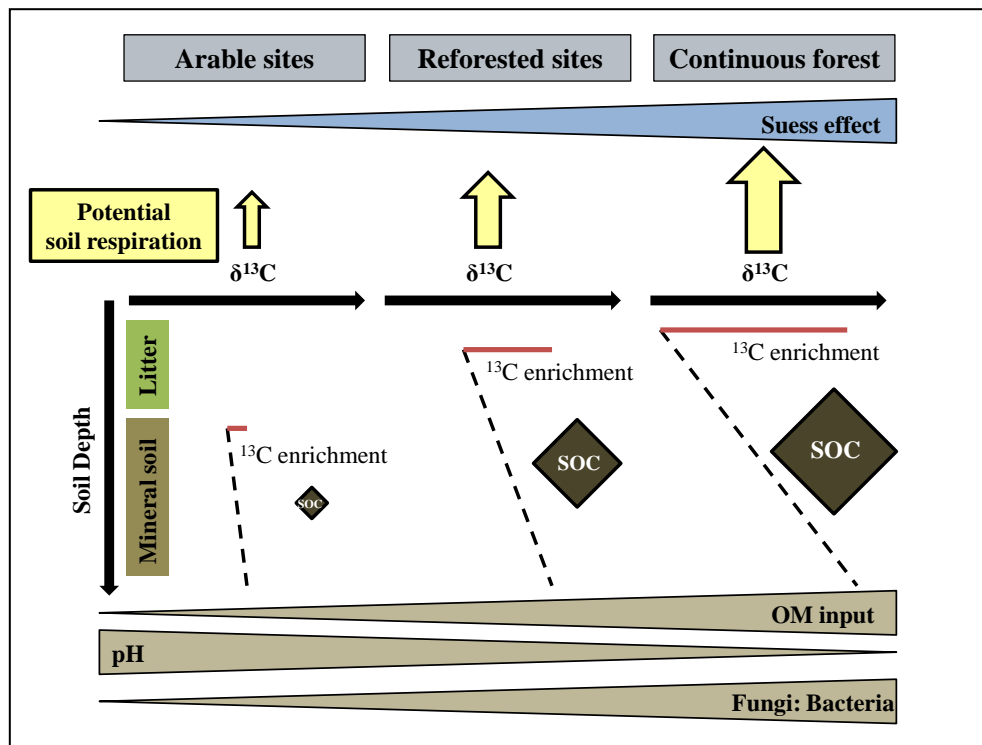 Arable sites
Reforested sites
Continuous forest
Suess effect
Potential
soil respiration
δ¹³C
δ¹³C
δ¹³C
Soil Depth
Litter
Mineral soil
¹³C enrichment
¹³C enrichment
¹³C enrichment
SOC
SOC
SOC
OM input
pH
Fungi: Bacteria